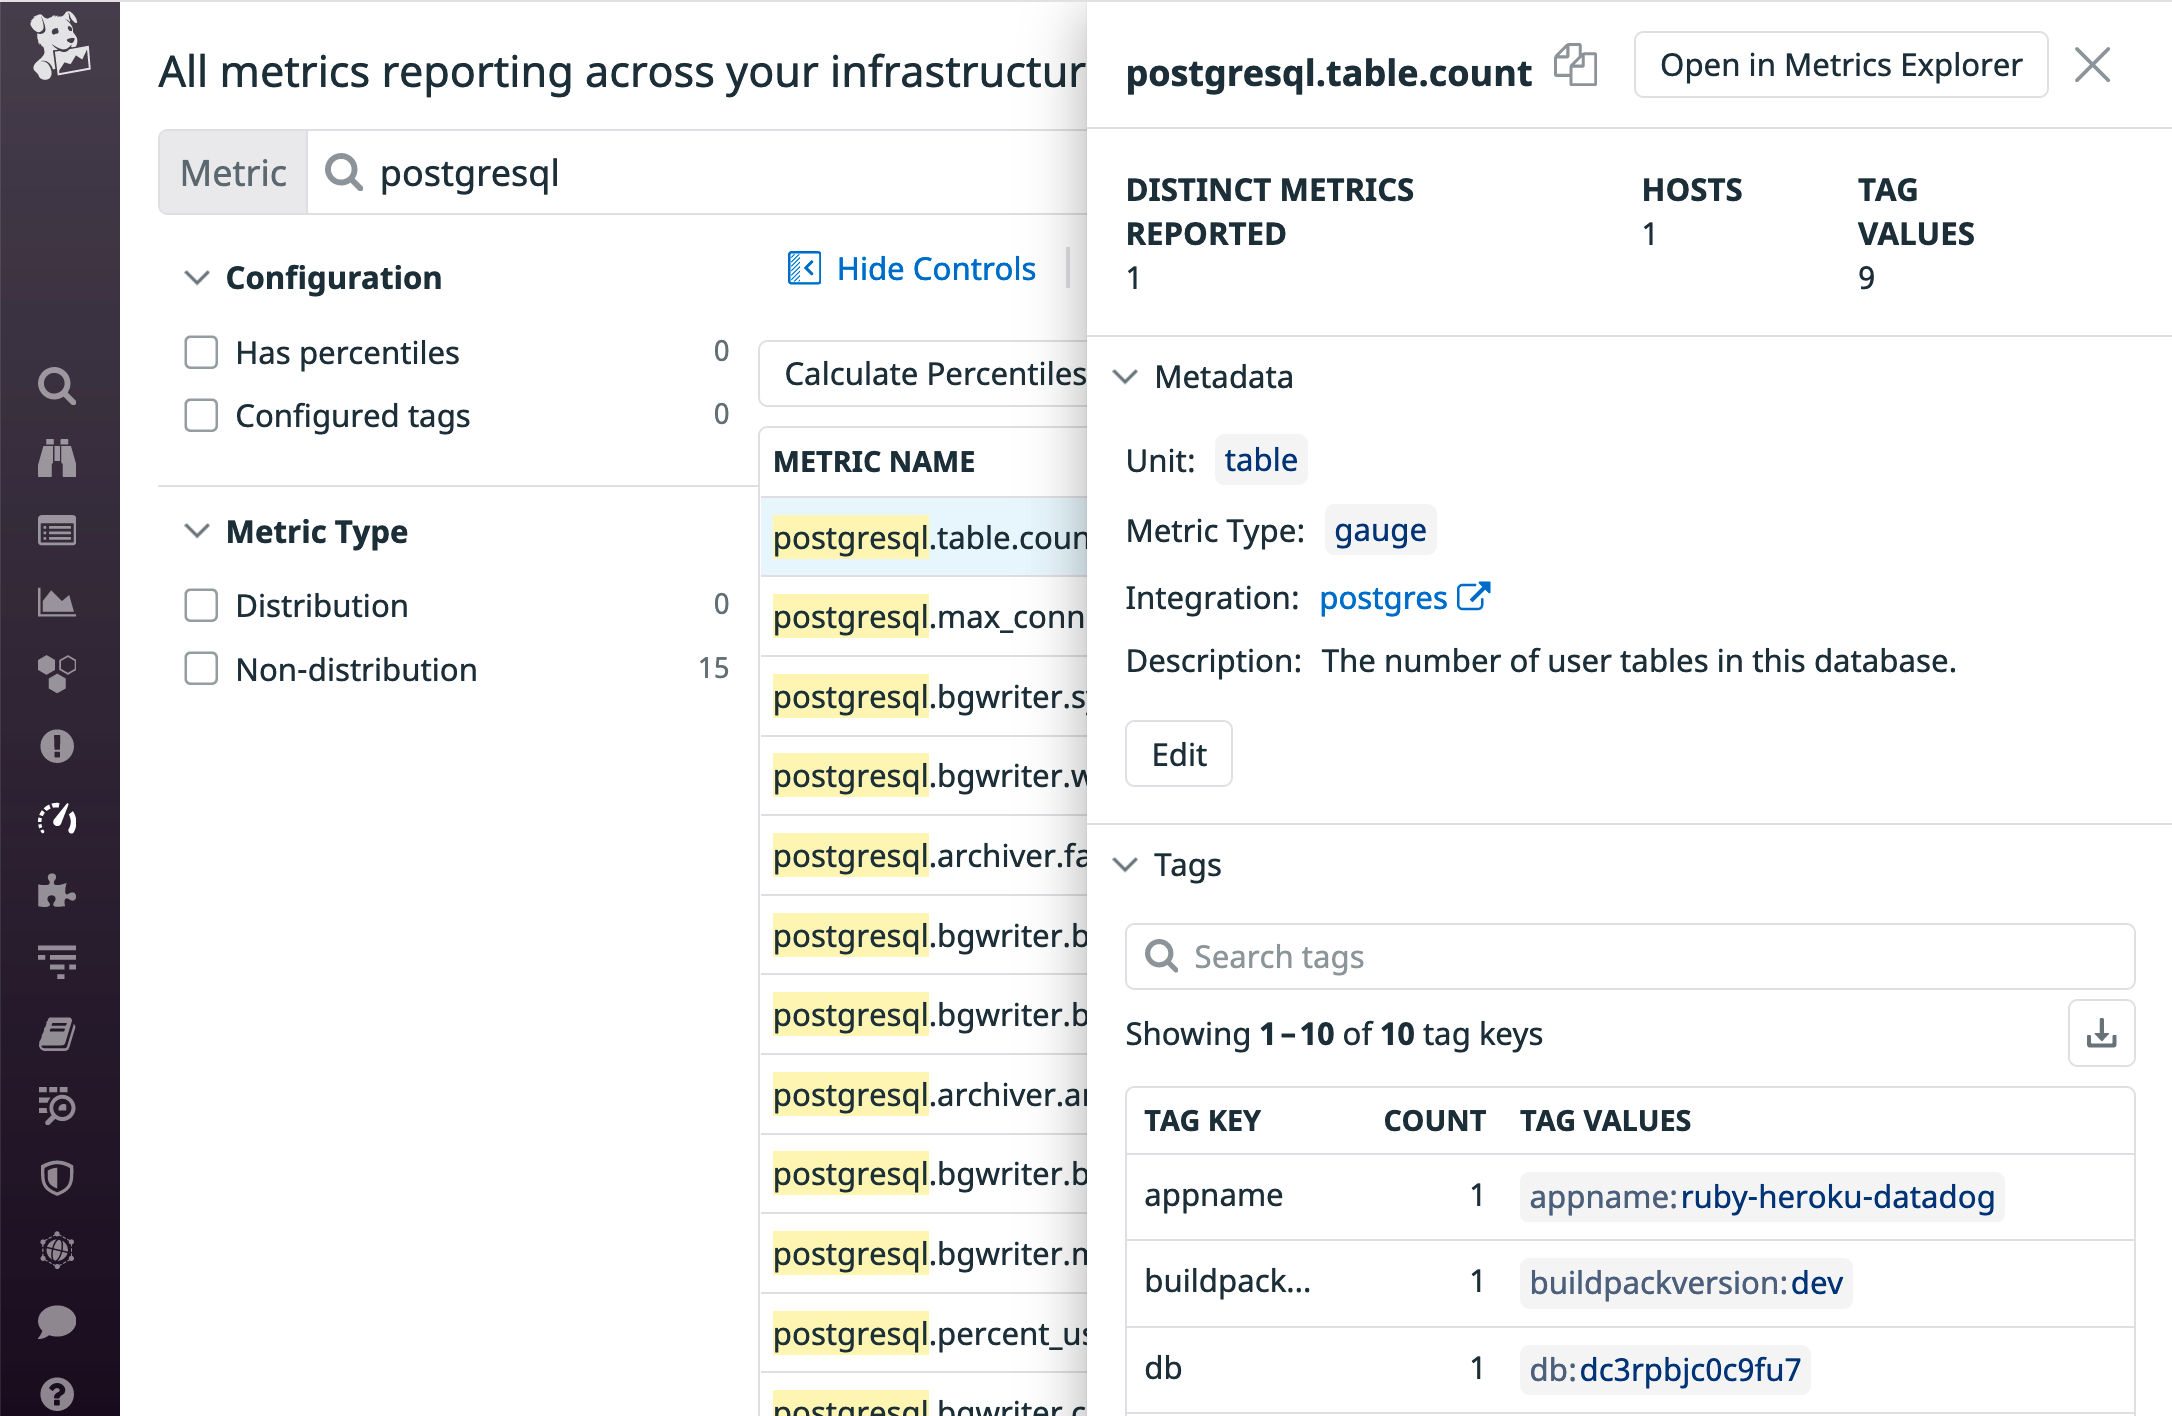 All metrics reporting across your infrastructur
Metric
postgresql
Configuration
Has percentiles 0
Configured tags 0
Metric Type
Distribution 0
Non-distribution 15
Hide Controls
Calculate Percentiles
METRIC NAME
postgresql.table.coun
postgresql.max_conn
postgresql.bgwriter.s
postgresql.bgwriter.w
postgresql.archiver.fa
postgresql.bgwriter.b
postgresql.bgwriter.b
postgresql.archiver.a
postgresql.bgwriter.b
postgresql.bgwriter.m
postgresql.percent_us
postgresql.bgwriter.c
postgresql.table.count
Open in Metrics Explorer
DISTINCT METRICS REPORTED
1
HOSTS
1
TAG VALUES
9
Metadata
Unit: table
Metric Type: gauge
Integration: postgres
Description: The number of user tables in this database.
Edit
Tags
Search tags
Showing 1–10 of 10 tag keys
TAG KEY COUNT TAG VALUES
appname 1 appname:ruby-heroku-datadog
buildpack... 1 buildpackversion:dev
db 1 db:dc3rpbjc0c9fu7